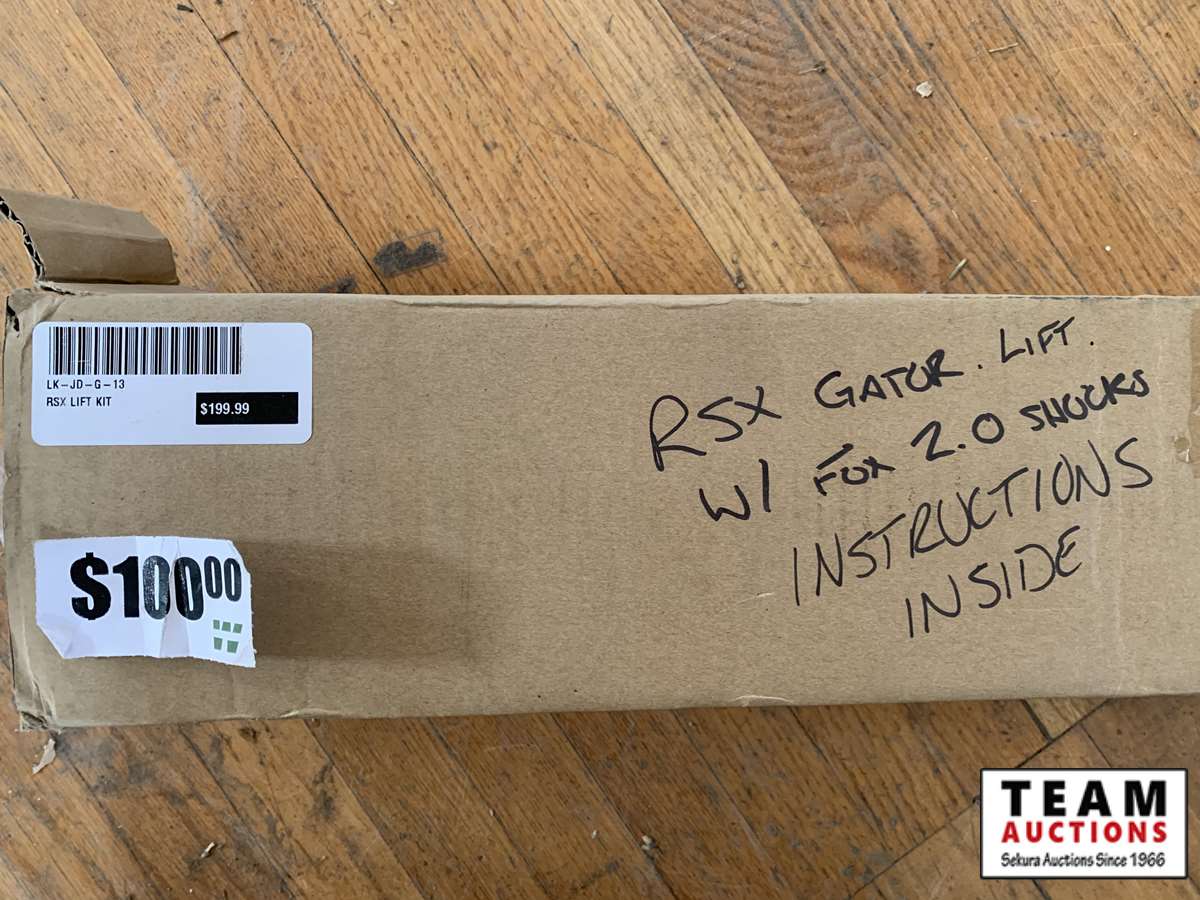 LK-JD-G-13
RSX LIFT KIT
$199.99
$100.00
RSX GATOR. LIFT.
W/ FOX 2.0 SHOCKS
INSTRUCTIONS
INSIDE
TEAM
AUCTIONS
Sekura Auctions Since 1966